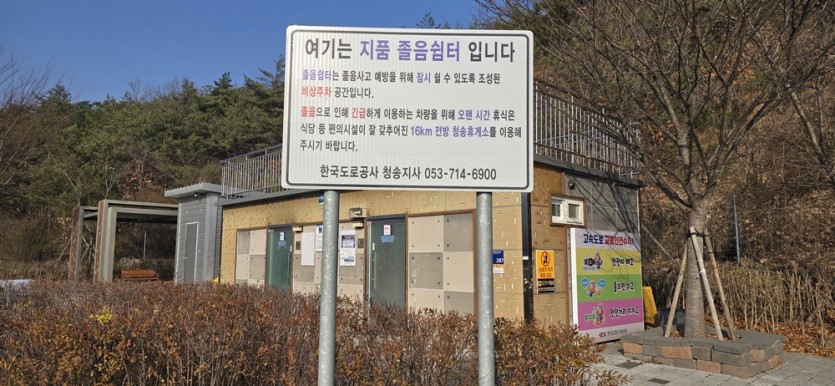 여기는 지품 졸음쉼터 입니다
졸음쉼터는 졸음사고 예방을 위해 잠시 쉴 수 있도록 조성된
비상주차 공간입니다.
졸음으로 인해 긴급하게 이용하는 차량을 위해 오랜 시간 휴식은
식당 등 편의시설이 잘 갖추어진 16km 전방 청송휴게소를 이용해
주시기 바랍니다.
한국도로공사 청송지사 053-714-6900
고속도로